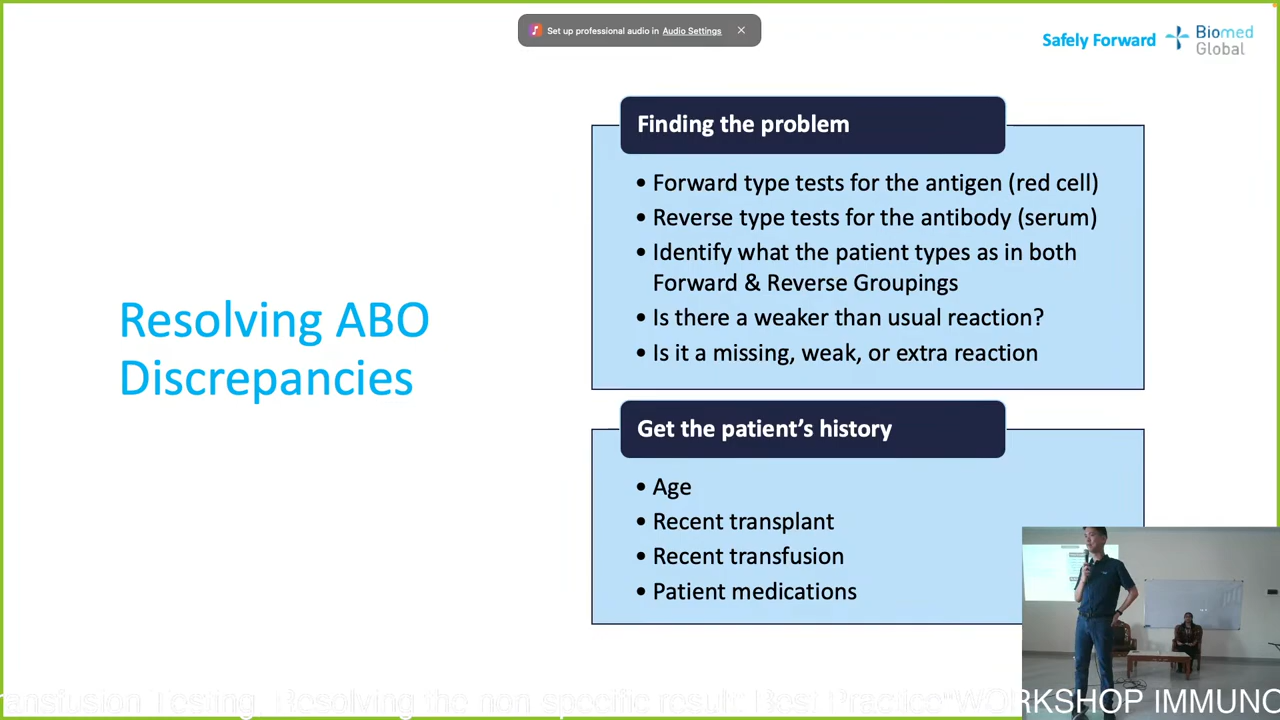 Set up professional audio in Audio Settings
Safely Forward
Biomed
Global
Finding the problem
• Forward type tests for the antigen (red cell)
• Reverse type tests for the antibody (serum)
• Identify what the patient types as in both
Forward & Reverse Groupings
• Is there a weaker than usual reaction?
• Is it a missing, weak, or extra reaction
Resolving ABO
Discrepancies
Get the patient’s history
• Age
• Recent transplant
• Recent transfusion
• Patient medications
ansfusion Testing Resolving the non specific result Best Practice"WORKSHOP IMMUNO